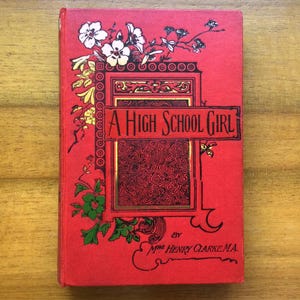 A HIGH SCHOOL GIRL
BY
MRS HENRY CLARKE, M.A.